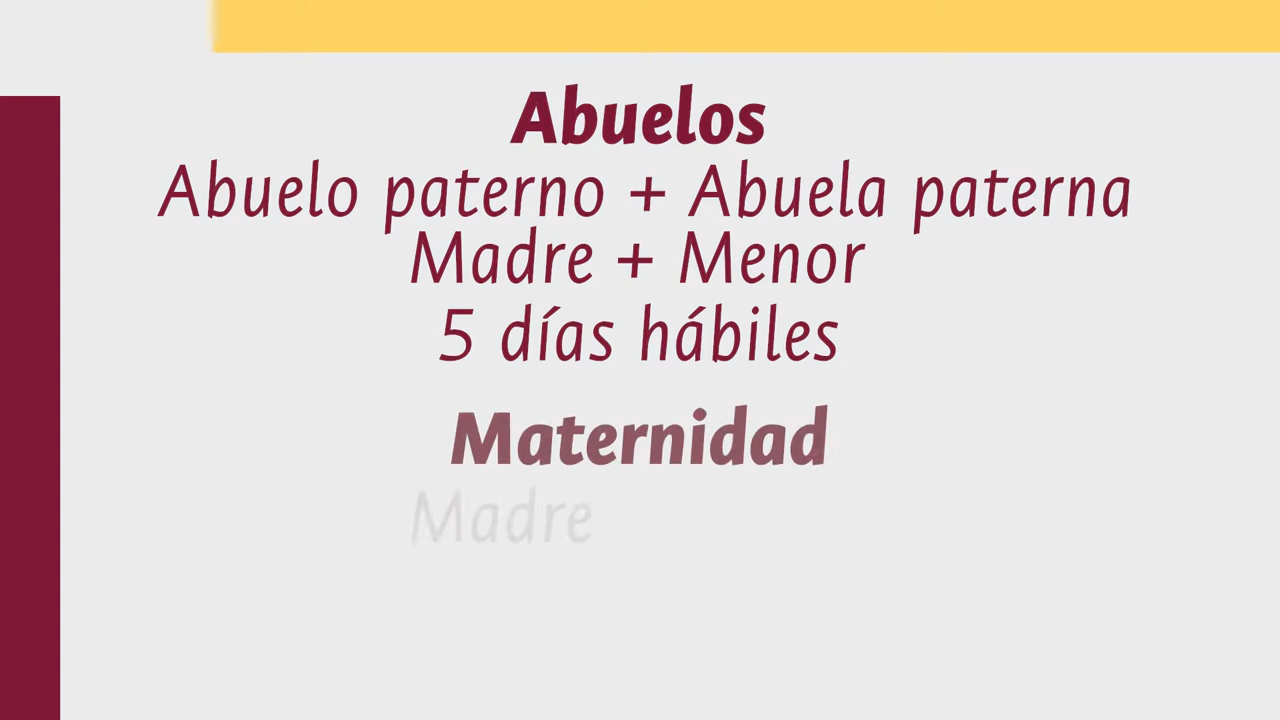 Abuelos
Abuelo paterno + Abuela paterna
Madre + Menor
5 días hábiles
Maternidad
Madre